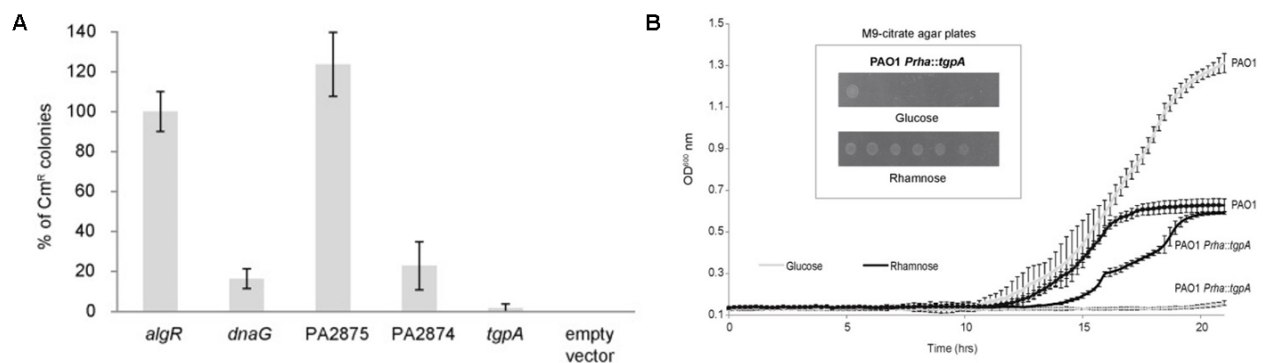 A
% of Cmᴿ colonies
140
120
100
80
60
40
20
0
algR dnaG PA2875 PA2874 tgpA empty
vector
B
OD⁶⁰⁰ nm
1.5
1.3
1.1
0.9
0.7
0.5
0.3
0.1
M9-citrate agar plates
PAO1 Prha::tgpA
Glucose
Rhamnose
PAO1
PAO1
PAO1 Prha::tgpA
PAO1 Prha::tgpA
Glucose Rhamnose
0 5 10 15 20
Time (hrs)